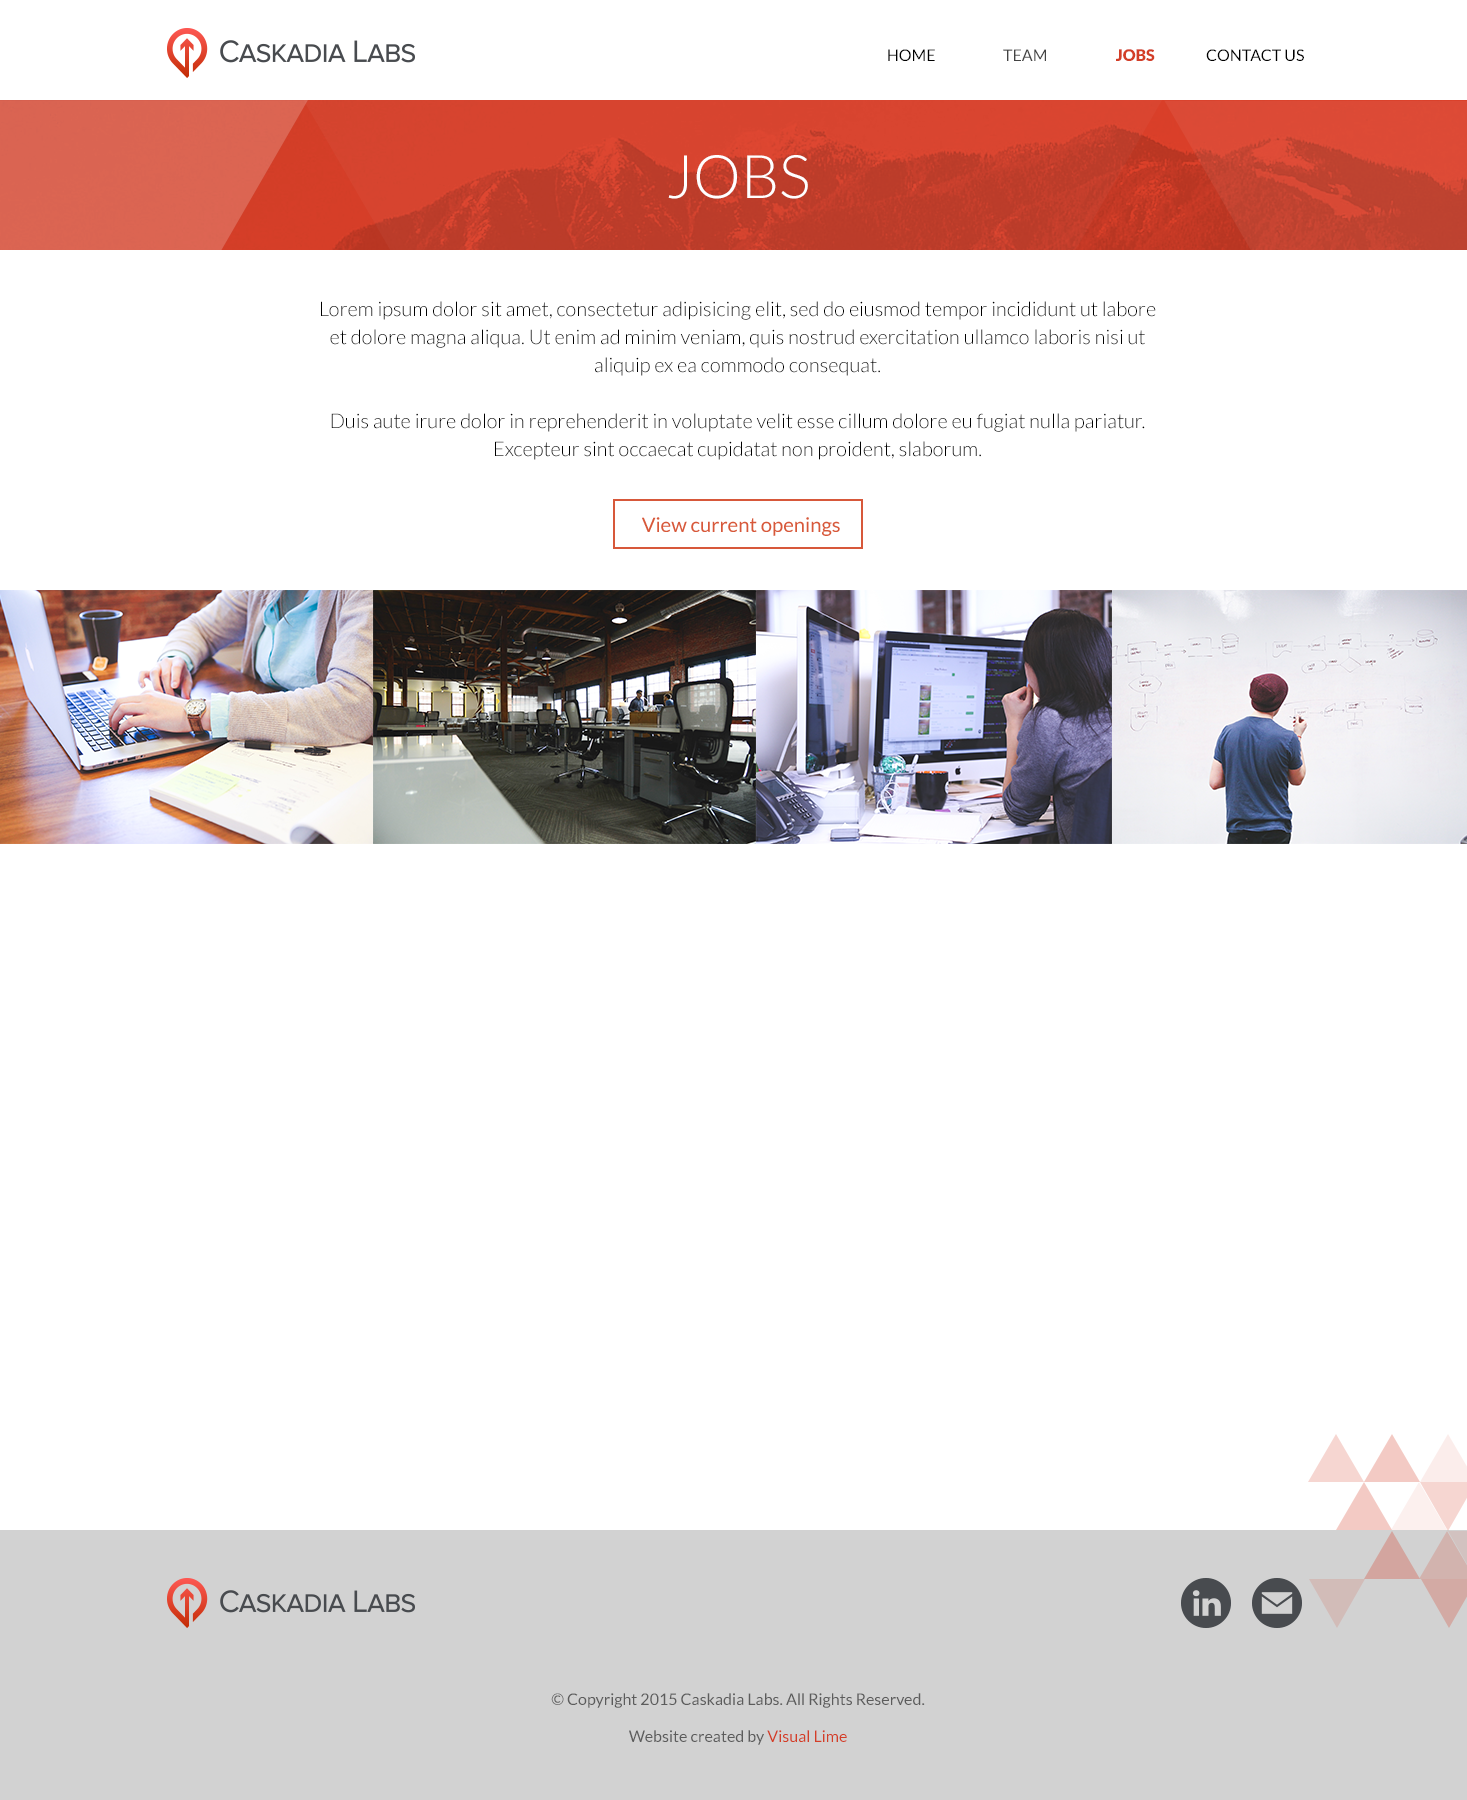 CASKADIA LABS
HOME TEAM JOBS CONTACT US
JOBS
Lorem ipsum dolor sit amet, consectetur adipisicing elit, sed do eiusmod tempor incididunt ut labore
et dolore magna aliqua. Ut enim ad minim veniam, quis nostrud exercitation ullamco laboris nisi ut
aliquip ex ea commodo consequat.
Duis aute irure dolor in reprehenderit in voluptate velit esse cillum dolore eu fugiat nulla pariatur.
Excepteur sint occaecat cupidatat non proident, slaborum.
View current openings
CASKADIA LABS
in
© Copyright 2015 Caskadia Labs. All Rights Reserved.
Website created by Visual Lime